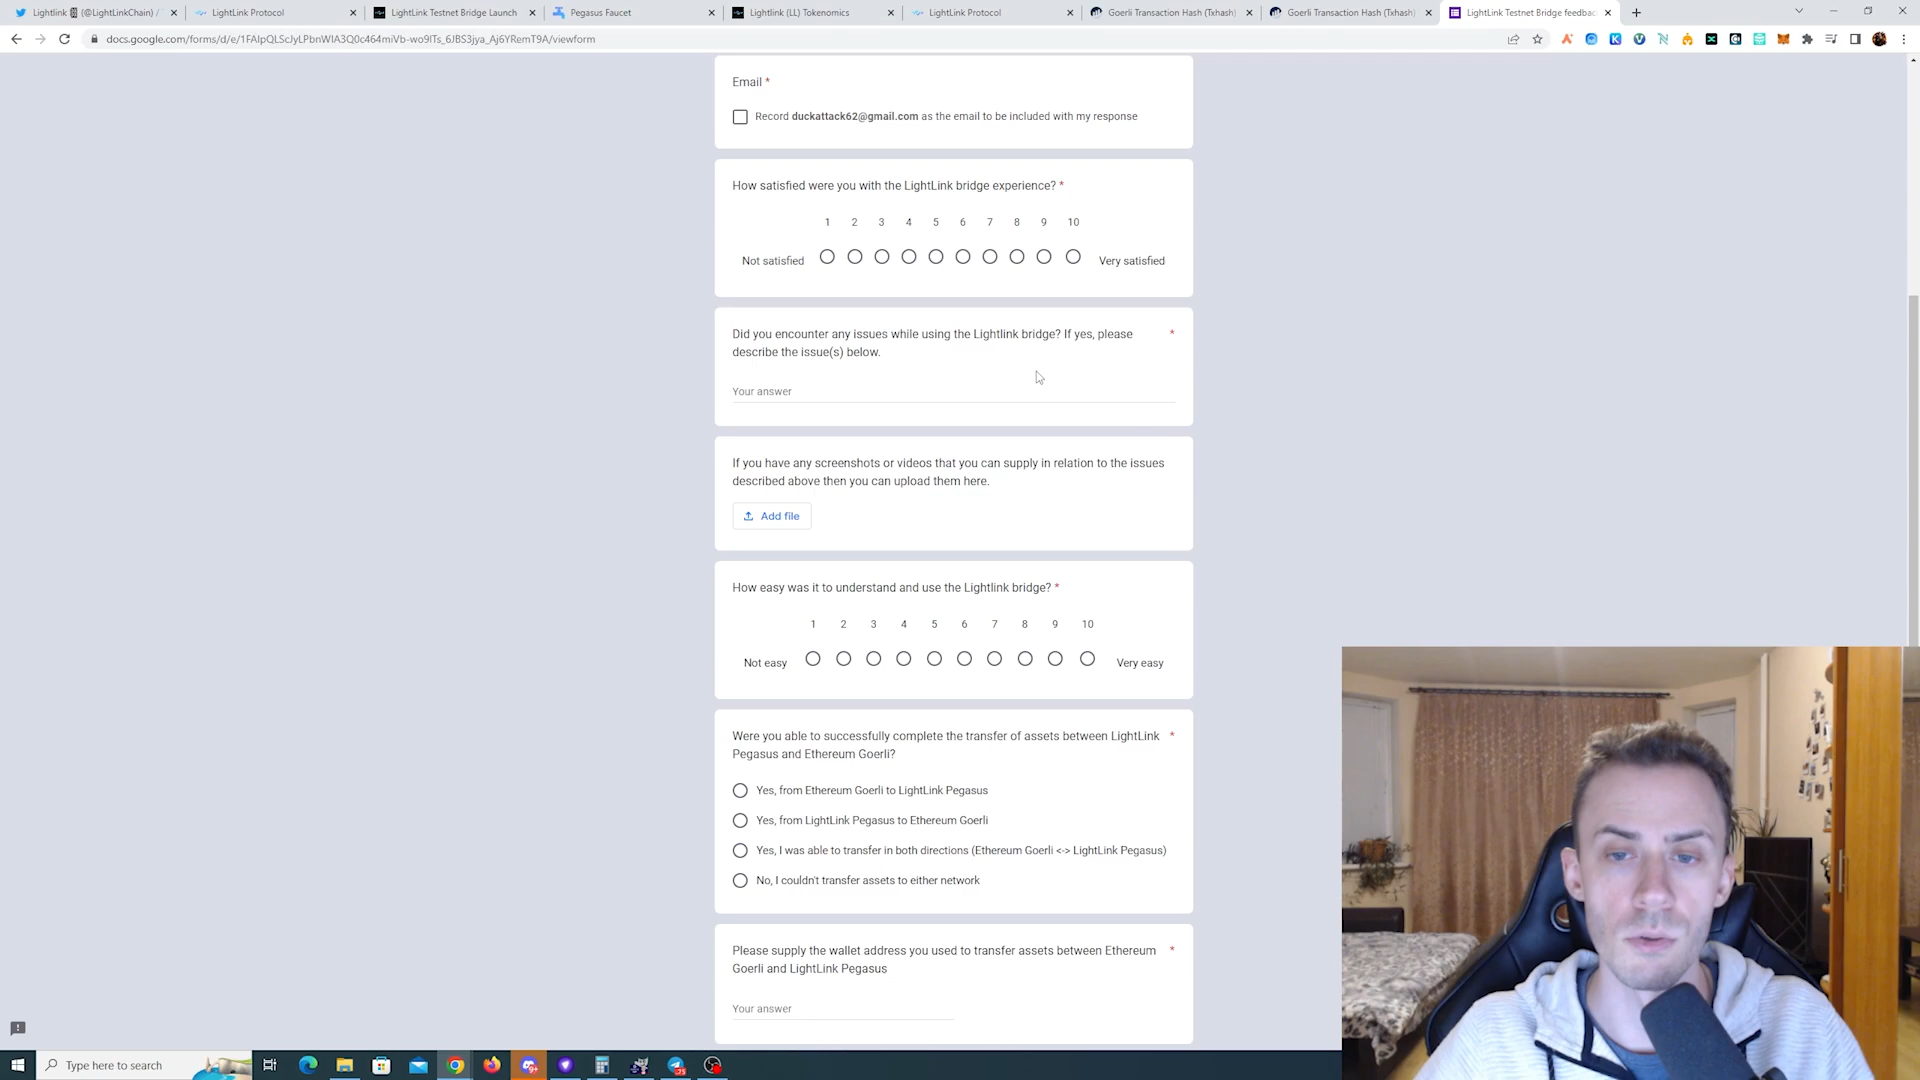 Lightlink (@LightLinkChain) /
LightLink Protocol
LightLink Testnet Bridge Launch
Pegasus Faucet
Lightlink (LL) Tokenomics
LightLink Protocol
Goerli Transaction Hash (Txhash)
Goerli Transaction Hash (Txhash)
LightLink Testnet Bridge feedbac
docs.google.com/forms/d/e/1FAIpQLScJyLPbnWIA3Q0c464miVb-wo9lTs_6JBS3jya_Aj6YRemT9A/viewform
Email *
Record duckattack62@gmail.com as the email to be included with my response
How satisfied were you with the LightLink bridge experience? *
1 2 3 4 5 6 7 8 9 10
Not satisfied
Very satisfied
Did you encounter any issues while using the Lightlink bridge? If yes, please *
describe the issue(s) below.
Your answer
If you have any screenshots or videos that you can supply in relation to the issues
described above then you can upload them here.
Add file
How easy was it to understand and use the Lightlink bridge? *
1 2 3 4 5 6 7 8 9 10
Not easy
Very easy
Were you able to successfully complete the transfer of assets between LightLink *
Pegasus and Ethereum Goerli?
Yes, from Ethereum Goerli to LightLink Pegasus
Yes, from LightLink Pegasus to Ethereum Goerli
Yes, I was able to transfer in both directions (Ethereum Goerli <-> LightLink Pegasus)
No, I couldn't transfer assets to either network
Please supply the wallet address you used to transfer assets between Ethereum *
Goerli and LightLink Pegasus
Your answer
Type here to search